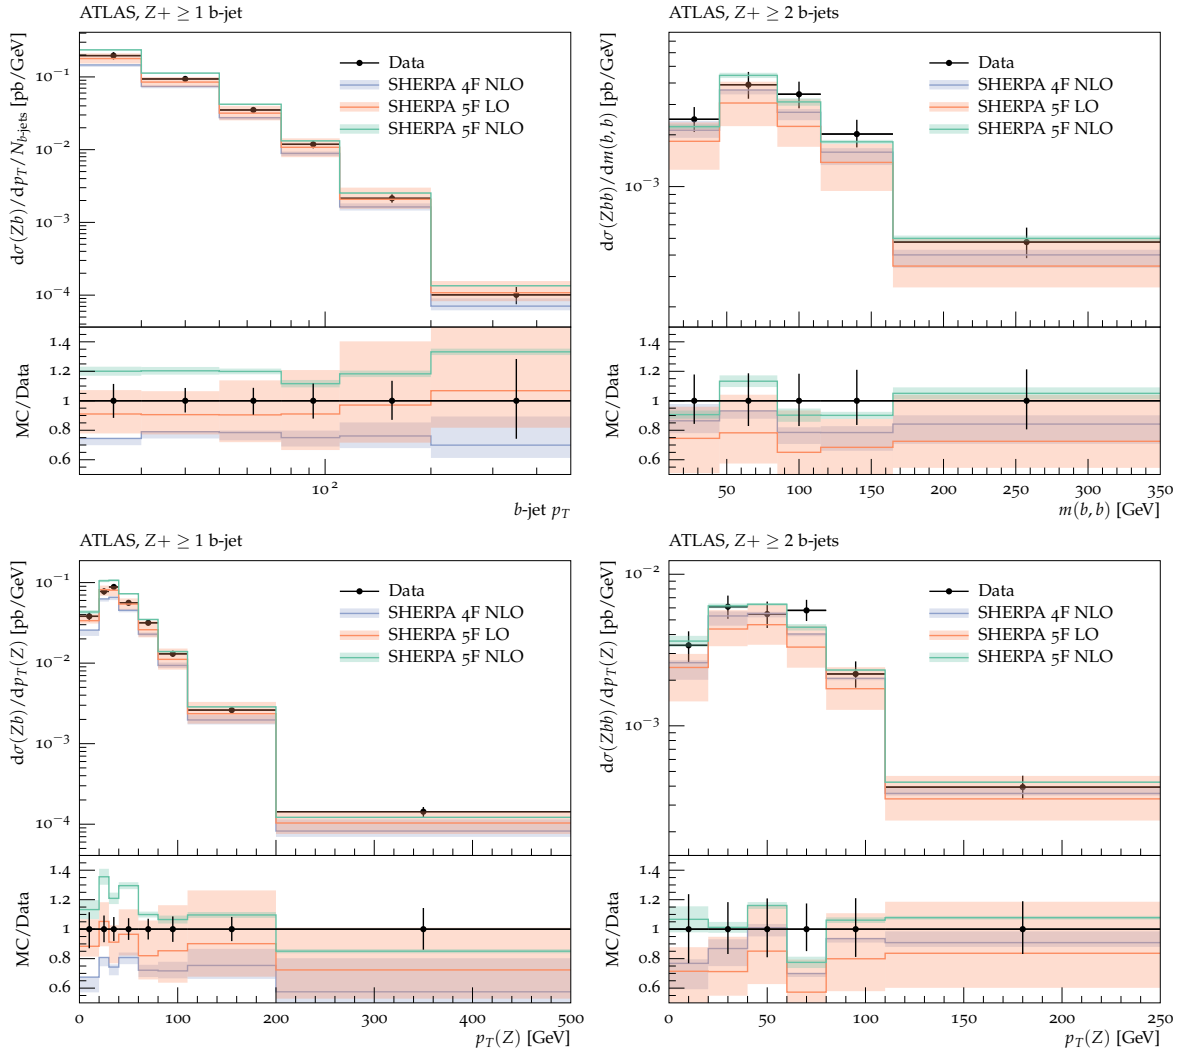 ATLAS, Z+ ≥ 1 b-jet
dσ(Zb)/dp_T/N_b-jets [pb/GeV]
10⁻¹
10⁻²
10⁻³
10⁻⁴
Data
SHERPA 4F NLO
SHERPA 5F LO
SHERPA 5F NLO
MC/Data
1.4
1.2
1
0.8
0.6
10²
b-jet p_T
ATLAS, Z+ ≥ 2 b-jets
dσ(Zbb)/dm(b,b) [pb/GeV]
10⁻³
Data
SHERPA 4F NLO
SHERPA 5F LO
SHERPA 5F NLO
MC/Data
1.4
1.2
1
0.8
0.6
50 100 150 200 250 300 350
m(b,b) [GeV]
ATLAS, Z+ ≥ 1 b-jet
dσ(Zb)/dp_T(Z) [pb/GeV]
10⁻¹
10⁻²
10⁻³
10⁻⁴
Data
SHERPA 4F NLO
SHERPA 5F LO
SHERPA 5F NLO
MC/Data
1.4
1.2
1
0.8
0.6
0 100 200 300 400 500
p_T(Z) [GeV]
ATLAS, Z+ ≥ 2 b-jets
dσ(Zbb)/dp_T(Z) [pb/GeV]
10⁻²
10⁻³
Data
SHERPA 4F NLO
SHERPA 5F LO
SHERPA 5F NLO
MC/Data
1.4
1.2
1
0.8
0.6
0 50 100 150 200 250
p_T(Z) [GeV]